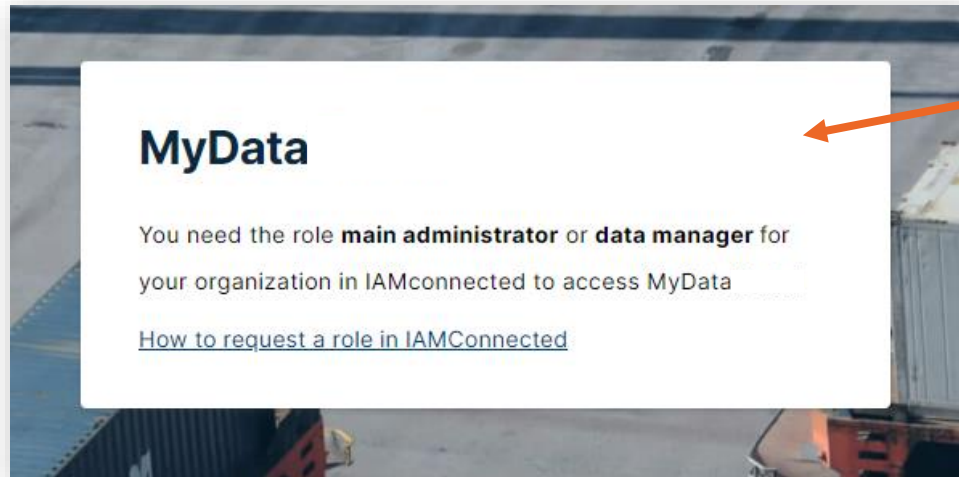 MyData
You need the role main administrator or data manager for
your organization in IAMconnected to access MyData
How to request a role in IAMConnected